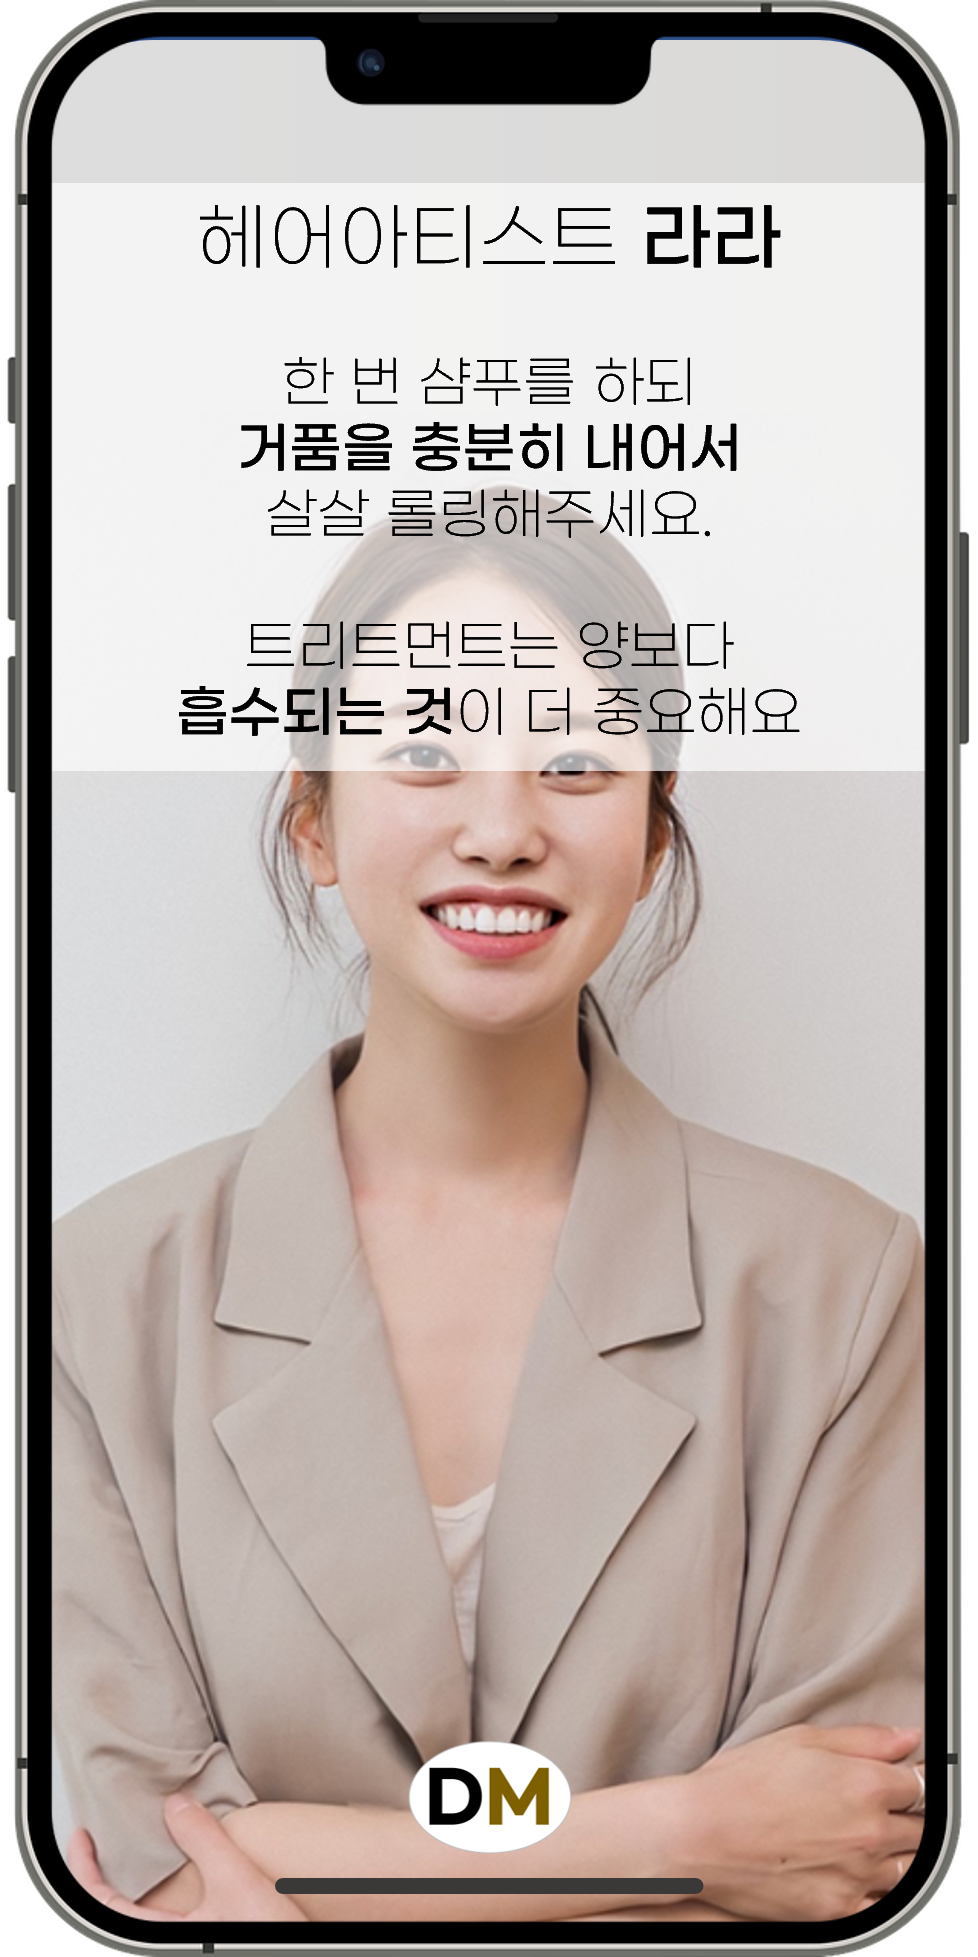 헤어아티스트 라라
한 번 샴푸를 하되
거품을 충분히 내어서
살살 롤링해주세요.
트리트먼트는 양보다
흡수되는 것이 더 중요해요
DM